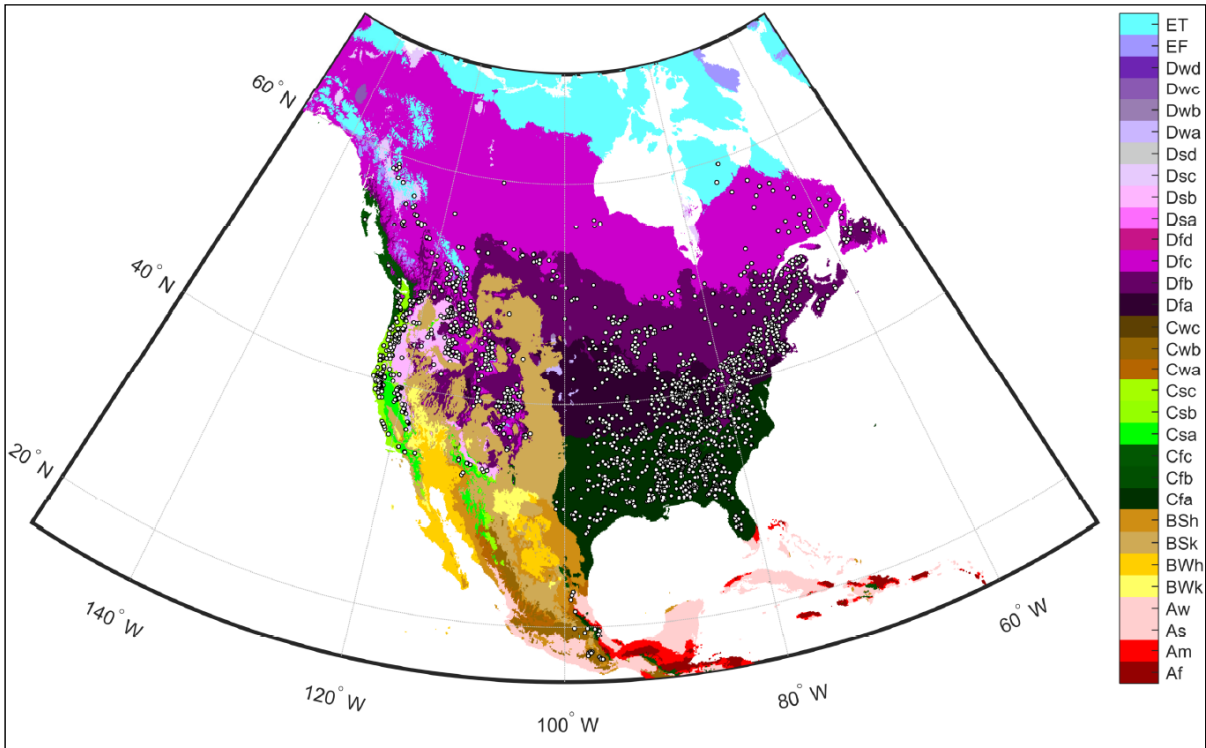 60° N
40° N
20° N
140° W
120° W
100° W
80° W
60° W
ET
EF
Dwd
Dwc
Dwb
Dwa
Dsd
Dsc
Dsb
Dsa
Dfd
Dfc
Dfb
Dfa
Cwc
Cwb
Cwa
Csc
Csb
Csa
Cfc
Cfb
Cfa
BSh
BSk
BWh
BWk
Aw
As
Am
Af